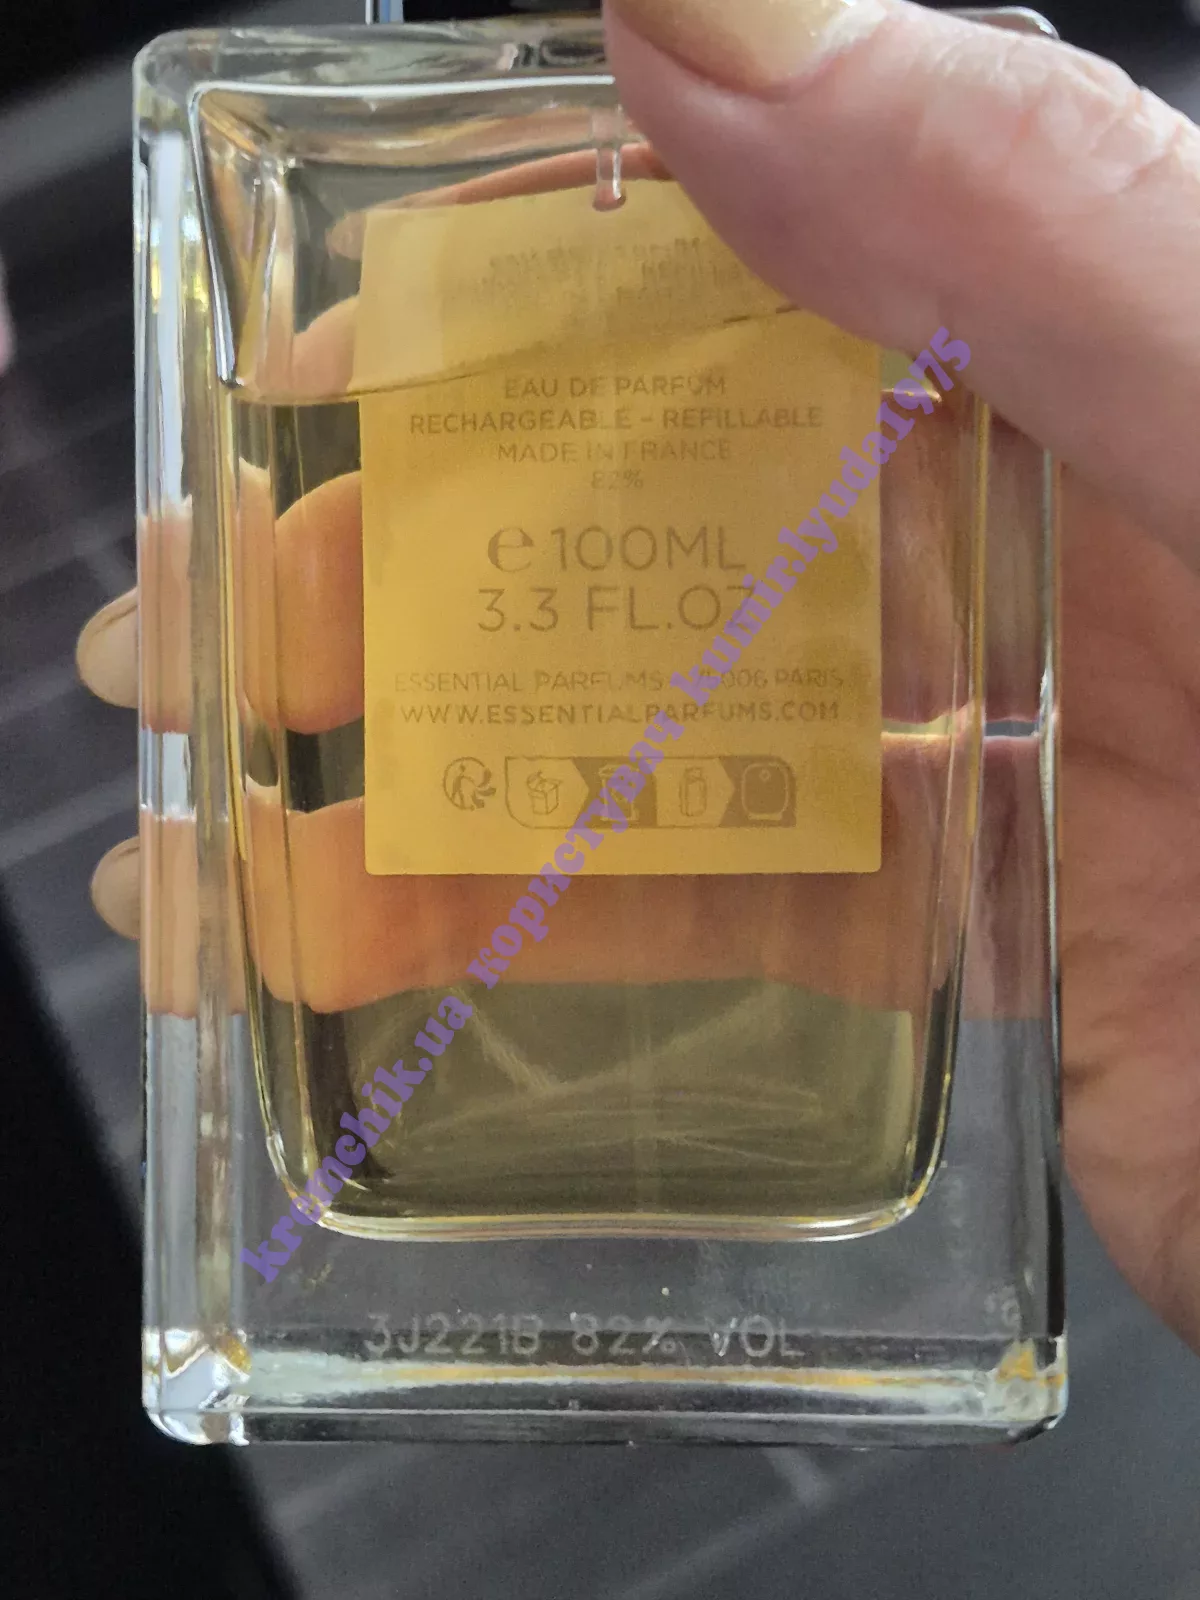 EAU DE PARFUM
RECHARGEABLE - REFILLABLE
MADE IN FRANCE
82%
e 100ML
3.3 FL.OZ
ESSENTIAL PARFUMS - 75006 PARIS
WWW.ESSENTIALPARFUMS.COM
kremchik.ua користувач kumir.lyuda1975
3J221B 82% VOL